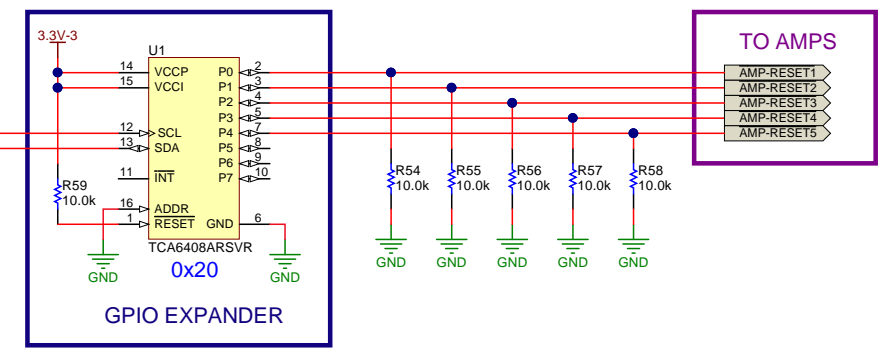 TO AMPS
3.3V-3
U1
14 VCCP P0 2
15 VCCI P1 3
P2 4
P3 5
12 SCL P4 7
13 SDA P5 8
P6 9
11 INT P7 10
16 ADDR
1 RESET GND 6
TCA6408ARSVR
0x20
GPIO EXPANDER
R59
10.0k
GND
GND
AMP-RESET1
AMP-RESET2
AMP-RESET3
AMP-RESET4
AMP-RESET5
R54
10.0k
R55
10.0k
R56
10.0k
R57
10.0k
R58
10.0k
GND
GND
GND
GND
GND